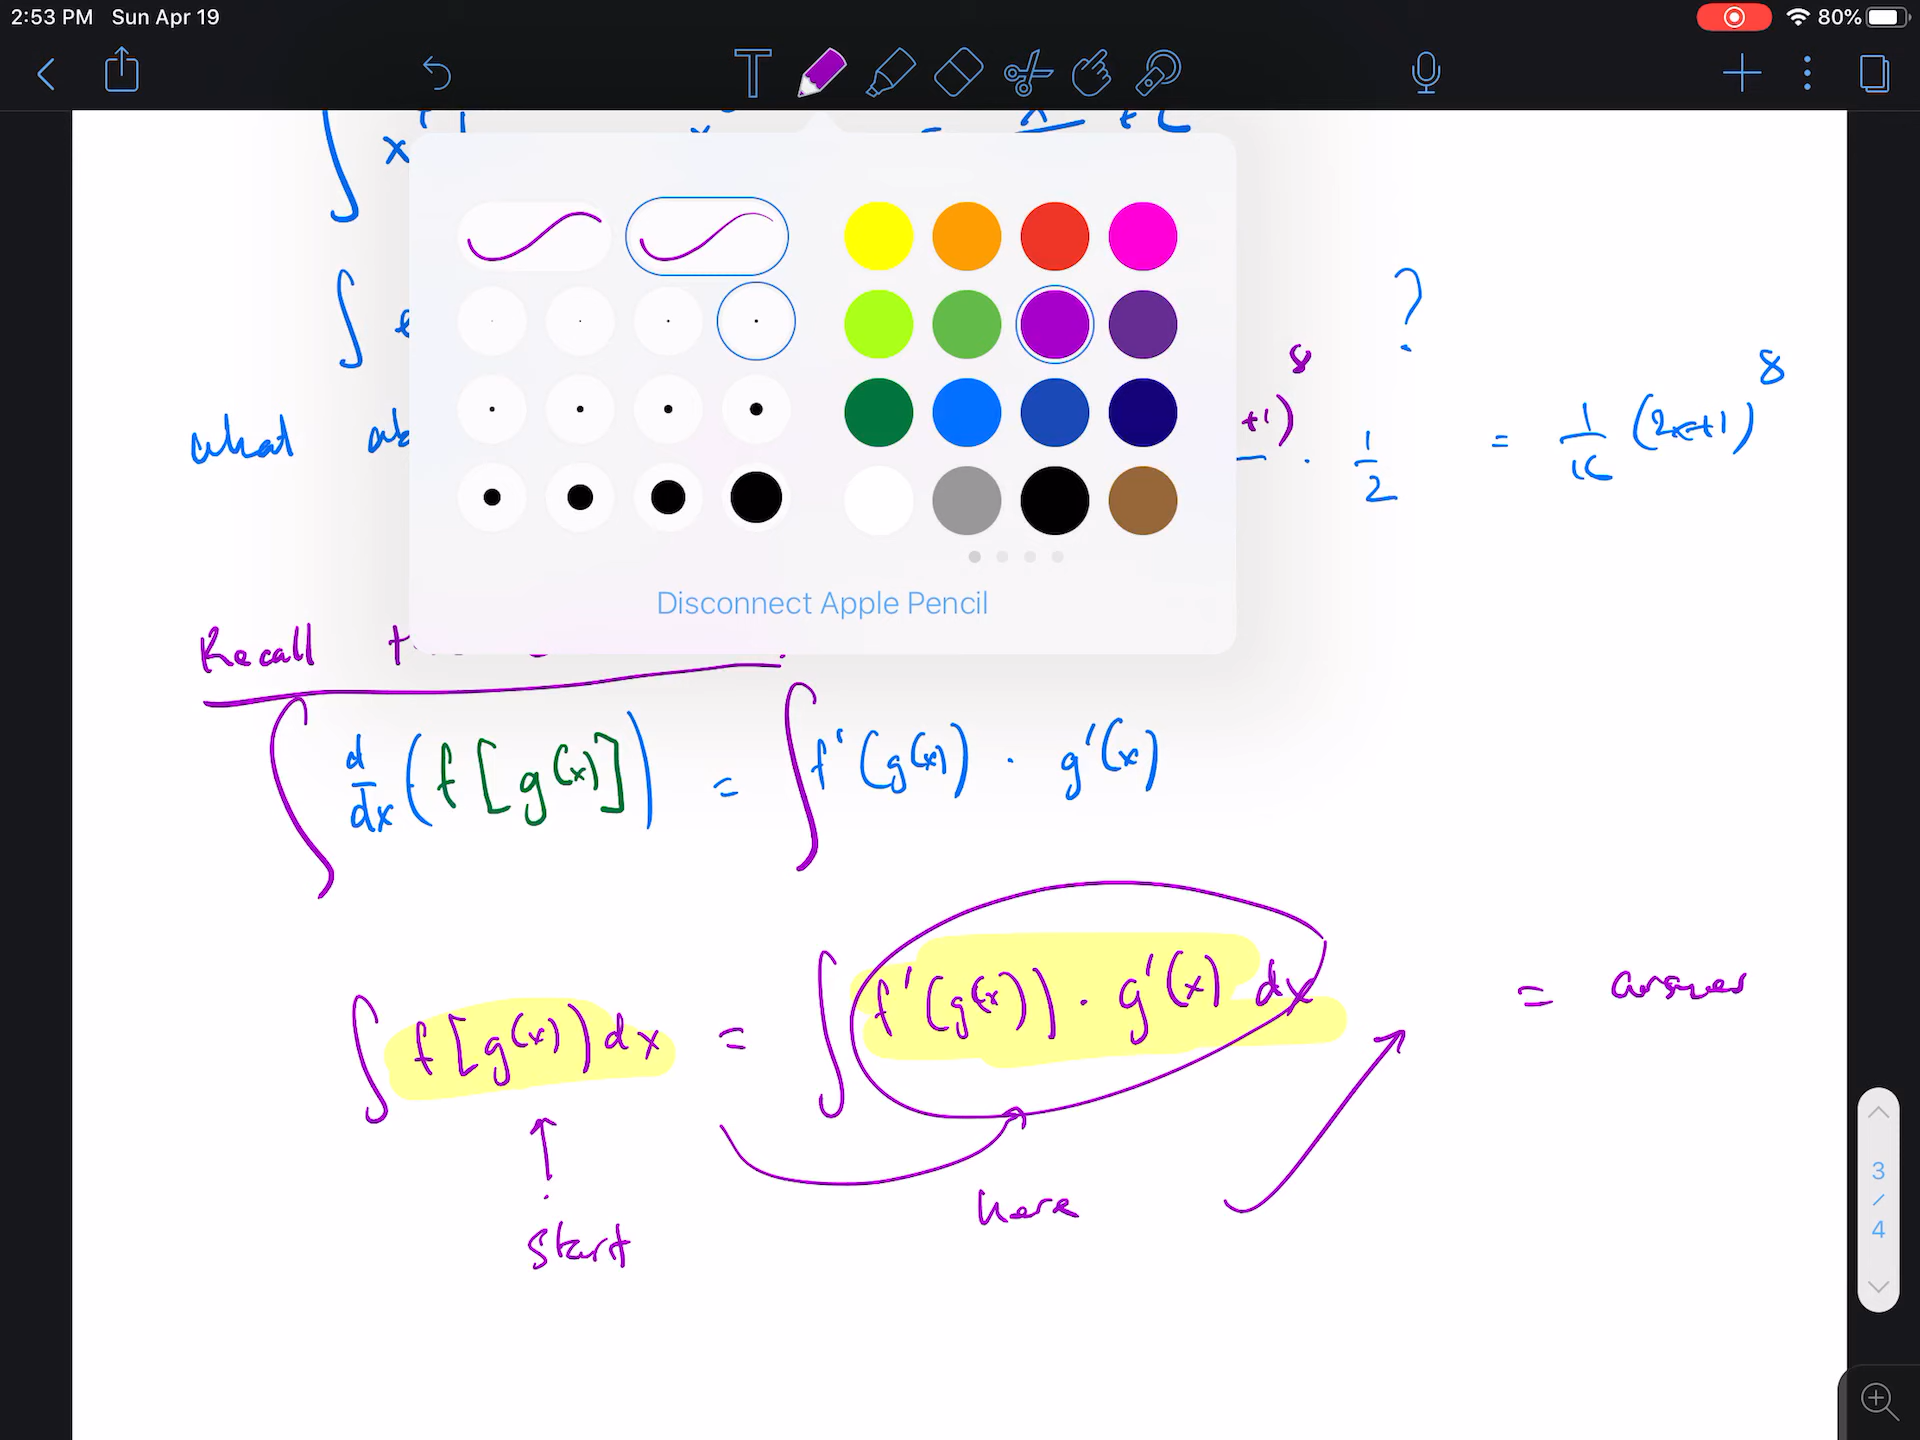 2:53 PM Sun Apr 19 80%
T
∫ x
∫ ?
what
+1)^8 · 1/2 = 1/16 (2x+1)^8
Disconnect Apple Pencil
Recall
∫ d/dx (f[g(x)]) = ∫ f'(g(x)) · g'(x)
∫ f[g(x)) dx = ∫ f'(g(x)) · g'(x) dx = answer
start
here
3
/
4